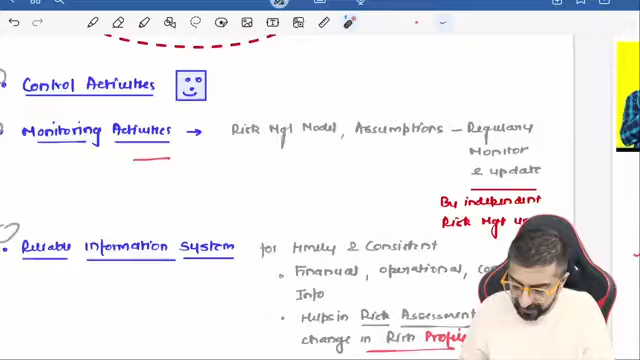 Control Activities
Monitoring Activities → Risk Mgt Model, Assumptions - Regularly
Monitor
& update
By independent
Risk Mgt
Reliable Information System for timely & Consistent
Financial, operational,
Info
Helps in Risk Assessment
change in Risk Profile